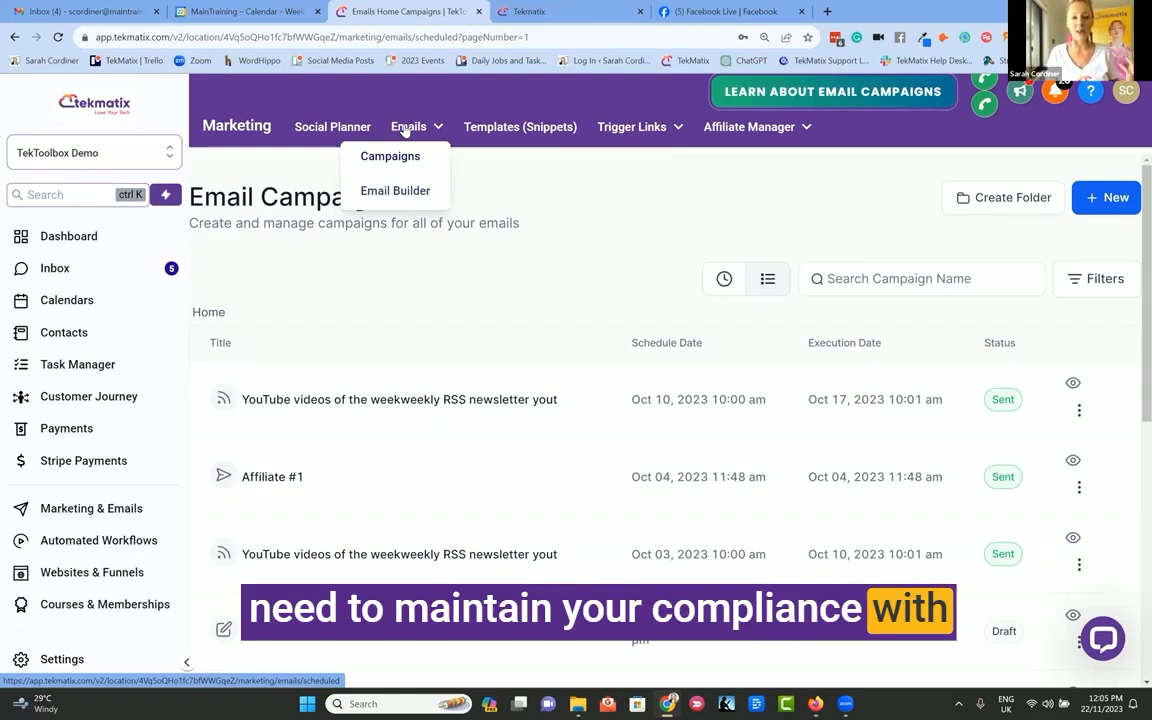 Inbox (4) – scordiner@maintrain
MainTraining – Calendar - Week
Emails Home Campaigns | TekTo
Tekmatix
(5) Facebook Live | Facebook
app.tekmatix.com/v2/location/4Vq5oQHo1fc7bfWWGqeZ/marketing/emails/scheduled?pageNumber=1
Sarah Cordiner
TekMatix | Trello
Zoom
WordHippo
Social Media Posts
2023 Events
Daily Jobs and Task...
Log In ‹ Sarah Cordi...
TekMatix
ChatGPT
TekMatix Support L...
TekMatix Help Desk...
Sarah Cordiner
tekmatix
Love Your Tech
LEARN ABOUT EMAIL CAMPAIGNS
SC
Marketing
Social Planner
Emails
Templates (Snippets)
Trigger Links
Affiliate Manager
TekToolbox Demo
Campaigns
Email Builder
Search
ctrl K
Email Campa
Create and manage campaigns for all of your emails
Create Folder
+ New
Dashboard
Inbox
5
Calendars
Contacts
Task Manager
Customer Journey
Payments
Stripe Payments
Marketing & Emails
Automated Workflows
Websites & Funnels
Courses & Memberships
Settings
Search Campaign Name
Filters
Home
Title
Schedule Date
Execution Date
Status
YouTube videos of the weekweekly RSS newsletter yout
Oct 10, 2023 10:00 am
Oct 17, 2023 10:01 am
Sent
Affiliate #1
Oct 04, 2023 11:48 am
Oct 04, 2023 11:48 am
Sent
YouTube videos of the weekweekly RSS newsletter yout
Oct 03, 2023 10:00 am
Oct 10, 2023 10:01 am
Sent
need to maintain your compliance with
pm
Draft
https://app.tekmatix.com/v2/location/4Vq5oQHo1fc7bfWWGqeZ/marketing/emails/scheduled
29°C
Windy
Search
ENG
UK
12:05 PM
22/11/2023